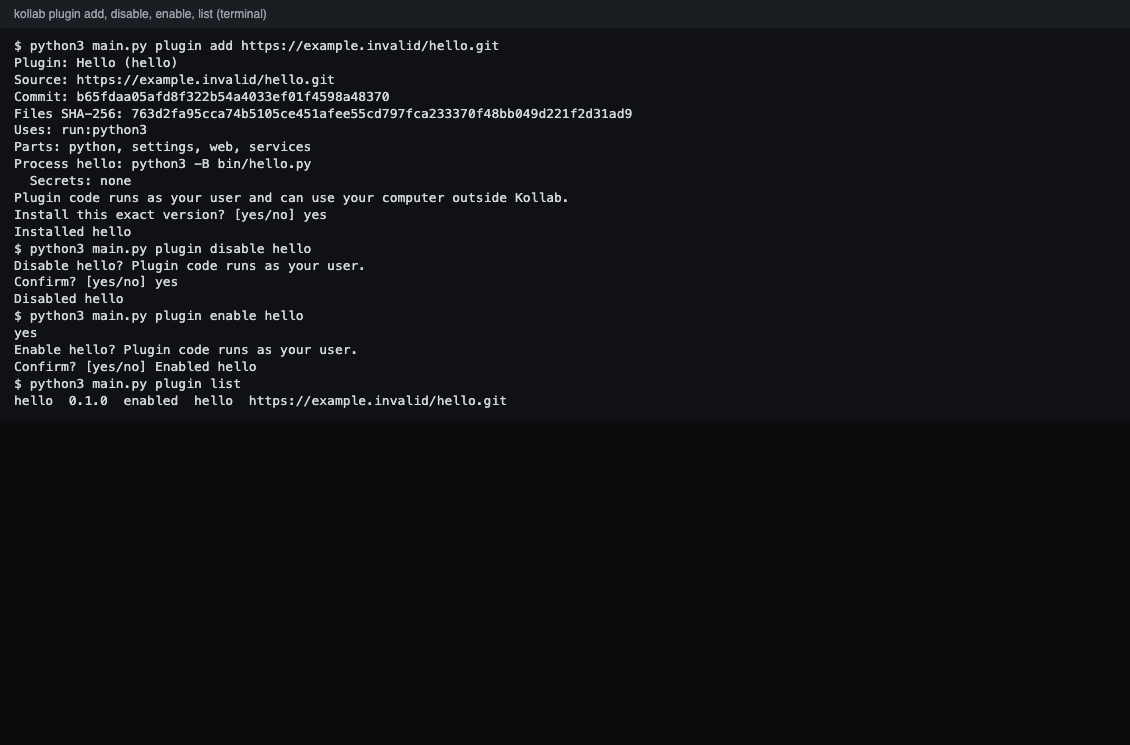 kollab plugin add, disable, enable, list (terminal)
$ python3 main.py plugin add https://example.invalid/hello.git
Plugin: Hello (hello)
Source: https://example.invalid/hello.git
Commit: b65fdaa05afd8f322b54a4033ef01f4598a48370
Files SHA-256: 763d2fa95cca74b5105ce451afee55cd797fca233370f48bb049d221f2d31ad9
Uses: run:python3
Parts: python, settings, web, services
Process hello: python3 -B bin/hello.py
  Secrets: none
Plugin code runs as your user and can use your computer outside Kollab.
Install this exact version? [yes/no] yes
Installed hello
$ python3 main.py plugin disable hello
Disable hello? Plugin code runs as your user.
Confirm? [yes/no] yes
Disabled hello
$ python3 main.py plugin enable hello
yes
Enable hello? Plugin code runs as your user.
Confirm? [yes/no] Enabled hello
$ python3 main.py plugin list
hello  0.1.0  enabled  hello  https://example.invalid/hello.git